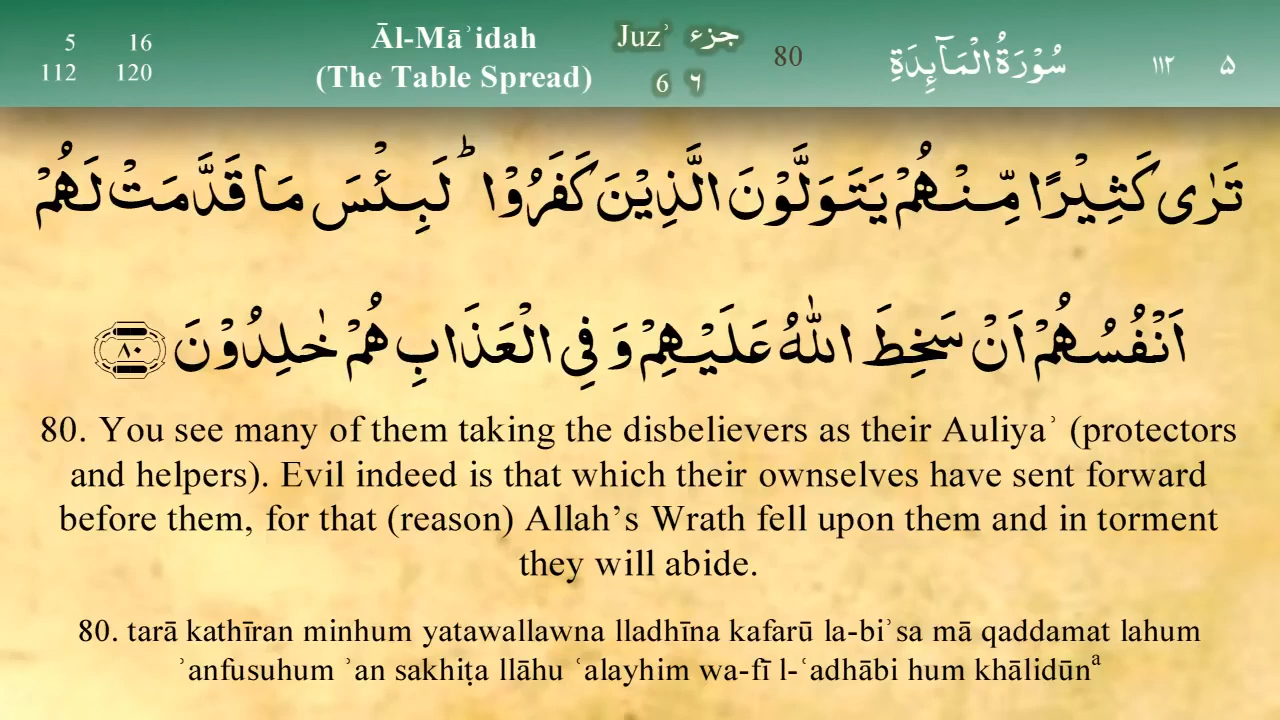 5 16
112 120
Āl-Māʾidah
(The Table Spread)
Juzʾ جزء
6 ٦
80
سُوْرَةُ الْمَآئِدَةِ
١١٢ ۵
تَرٰى كَثِيْرًا مِّنْهُمْ يَتَوَلَّوْنَ الَّذِيْنَ كَفَرُوْا ؕ لَبِئْسَ مَا قَدَّمَتْ لَهُمْ
اَنْفُسُهُمْ اَنْ سَخِطَ اللّٰهُ عَلَيْهِمْ وَ فِى الْعَذَابِ هُمْ خٰلِدُوْنَ ٨٠
80. You see many of them taking the disbelievers as their Auliyaʾ (protectors
and helpers). Evil indeed is that which their ownselves have sent forward
before them, for that (reason) Allah’s Wrath fell upon them and in torment
they will abide.
80. tarā kathīran minhum yatawallawna lladhīna kafarū la-biʾsa mā qaddamat lahum
ʾanfusuhum ʾan sakhiṭa llāhu ʿalayhim wa-fī l-ʿadhābi hum khālidūnᵃ